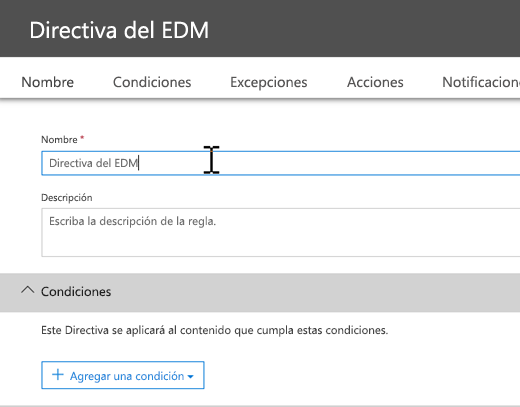 Directiva del EDM
Nombre Condiciones Excepciones Acciones Notificacion
Nombre *
Directiva del EDM
Descripción
Escriba la descripción de la regla.
Condiciones
Este Directiva se aplicará al contenido que cumpla estas condiciones.
Agregar una condición